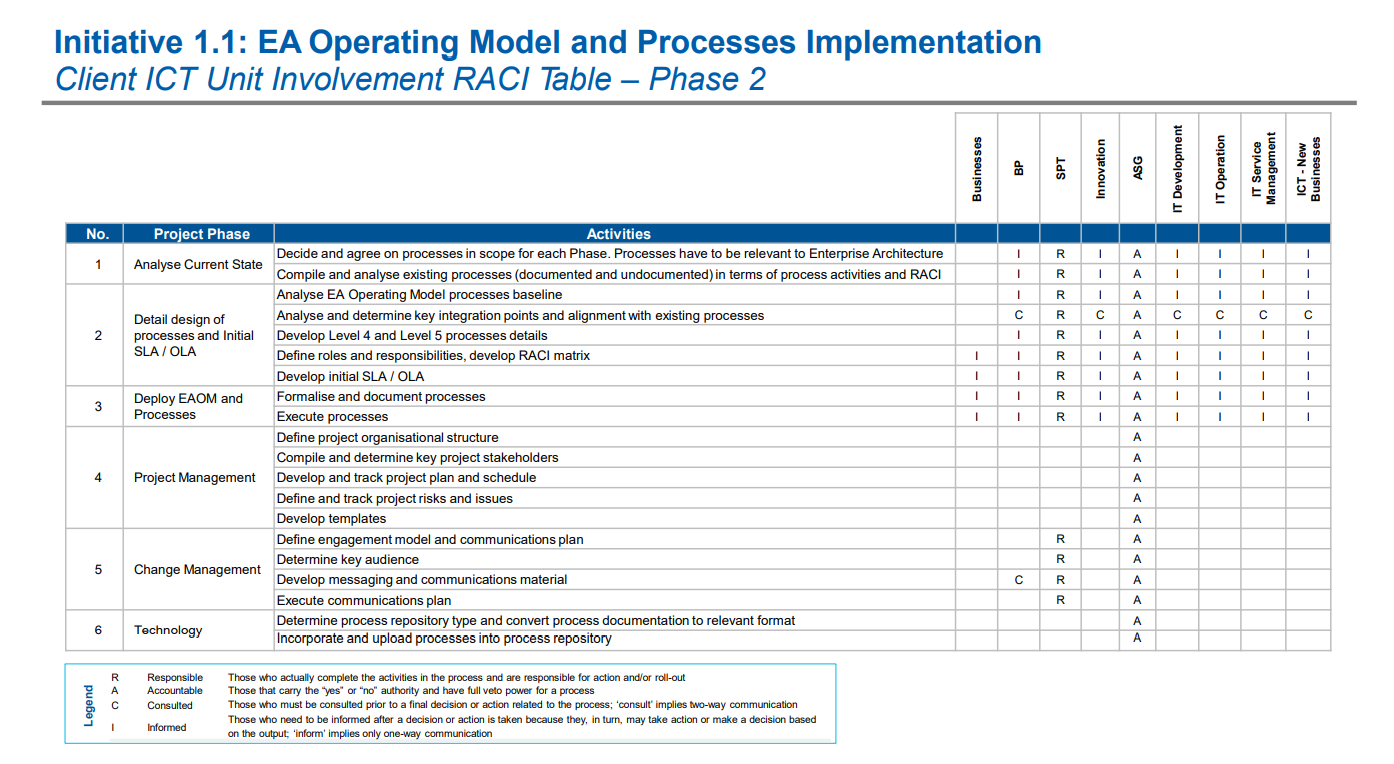 Initiative 1.1: EA Operating Model and Processes Implementation
Client ICT Unit Involvement RACI Table – Phase 2
Businesses
BP
SPT
Innovation
ASG
IT Development
IT Operation
IT Service
Management
ICT - New
Businesses
No. Project Phase Activities
1 Analyse Current State
Decide and agree on processes in scope for each Phase. Processes have to be relevant to Enterprise Architecture I R I A I I I I
Compile and analyse existing processes (documented and undocumented) in terms of process activities and RACI I R I A I I I I
2 Detail design of
processes and Initial
SLA / OLA
Analyse EA Operating Model processes baseline I R I A I I I I
Analyse and determine key integration points and alignment with existing processes C R C A C C C C
Develop Level 4 and Level 5 processes details I R I A I I I I
Define roles and responsibilities, develop RACI matrix I I R I A I I I I
Develop initial SLA / OLA I I R I A I I I I
3 Deploy EAOM and
Processes
Formalise and document processes I I R I A I I I I
Execute processes I I R I A I I I I
4 Project Management
Define project organisational structure A
Compile and determine key project stakeholders A
Develop and track project plan and schedule A
Define and track project risks and issues A
Develop templates A
5 Change Management
Define engagement model and communications plan R A
Determine key audience R A
Develop messaging and communications material C R A
Execute communications plan R A
6 Technology
Determine process repository type and convert process documentation to relevant format A
Incorporate and upload processes into process repository A
Legend
R Responsible Those who actually complete the activities in the process and are responsible for action and/or roll-out
A Accountable Those that carry the “yes” or “no” authority and have full veto power for a process
C Consulted Those who must be consulted prior to a final decision or action related to the process; ‘consult’ implies two-way communication
I Informed Those who need to be informed after a decision or action is taken because they, in turn, may take action or make a decision based
on the output; ‘inform’ implies only one-way communication